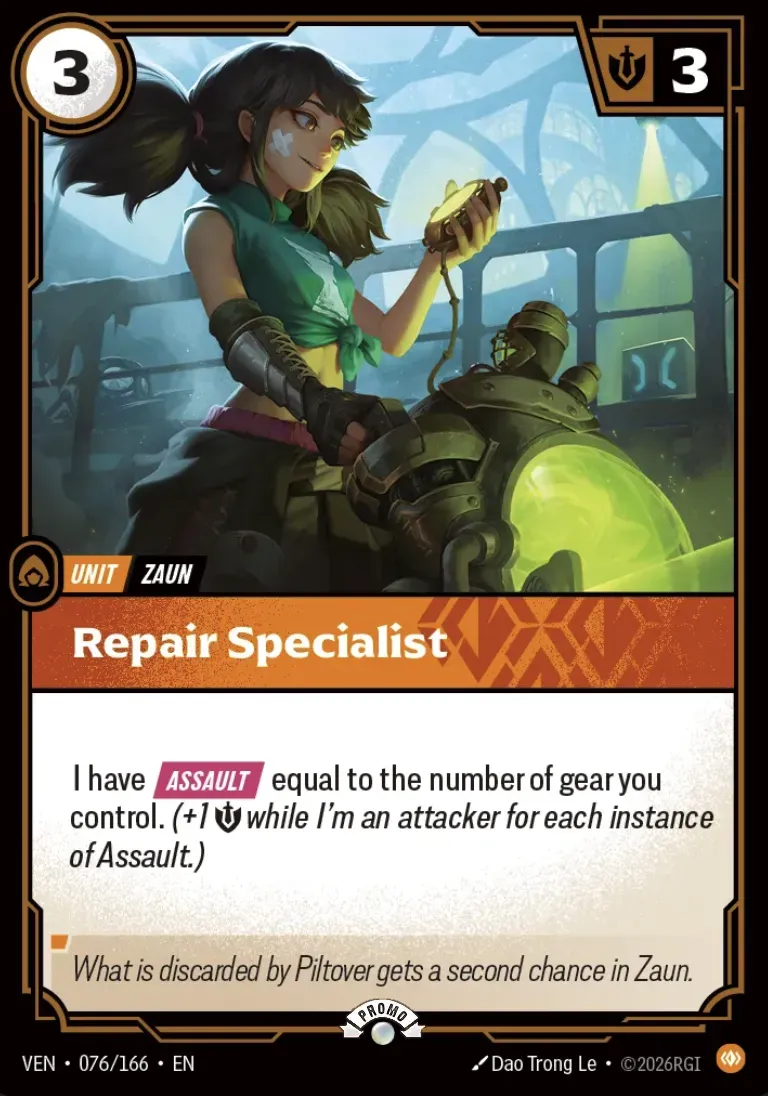 3
3
UNIT ZAUN
Repair Specialist
I have ASSAULT equal to the number of gear you
control. (+1 while I'm an attacker for each instance
of Assault.)
What is discarded by Piltover gets a second chance in Zaun.
PROMO
VEN • 076/166 • EN Dao Trong Le • ©2026RGI